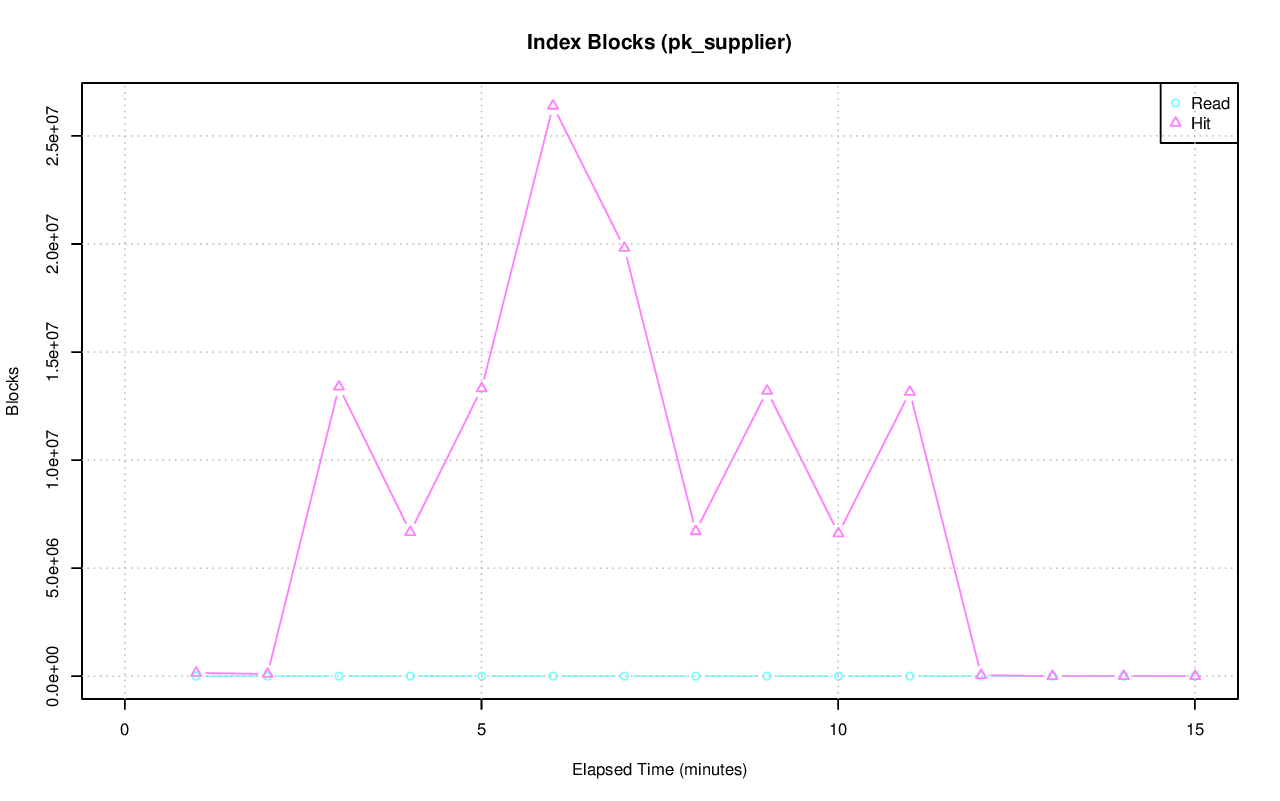 Index Blocks (pk_supplier)
Read
Hit
Blocks
2.5e+07
2.0e+07
1.5e+07
1.0e+07
5.0e+06
0.0e+00
0 5 10 15
Elapsed Time (minutes)